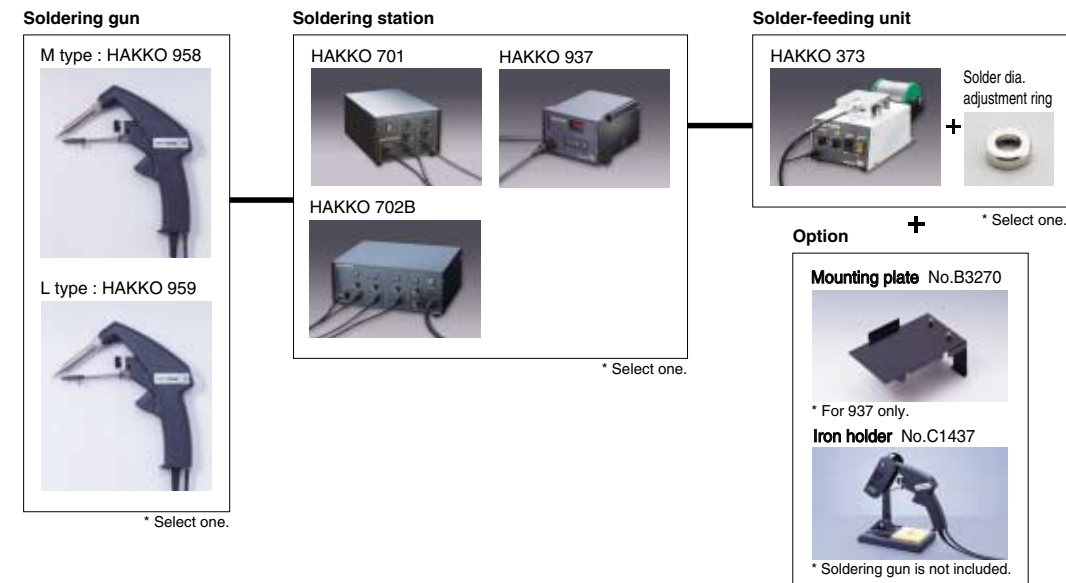 Soldering gun
M type : HAKKO 958
L type : HAKKO 959
* Select one.
Soldering station
HAKKO 701
HAKKO 937
HAKKO 702B
* Select one.
Solder-feeding unit
HAKKO 373
+
Solder dia.
adjustment ring
* Select one.
+
Option
Mounting plate No.B3270
* For 937 only.
Iron holder No.C1437
* Soldering gun is not included.